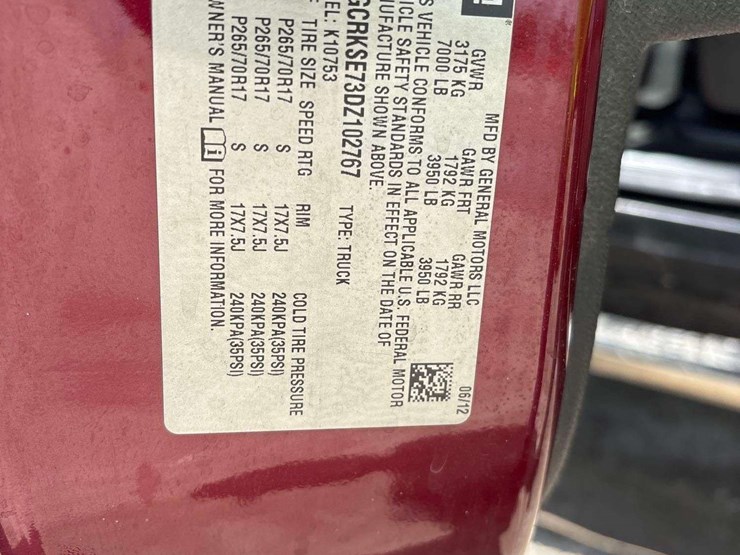 MFD BY GENERAL MOTORS LLC 06/12
GVWR GAWR FRT GAWR RR
3175 KG 1792 KG 1792 KG
7000 LB 3950 LB 3950 LB
S VEHICLE CONFORMS TO ALL APPLICABLE U.S. FEDERAL MOTOR
ICLE SAFETY STANDARDS IN EFFECT ON THE DATE OF
UFACTURE SHOWN ABOVE.
GCRKSE73DZ102767 TYPE: TRUCK
EL: K10753
TIRE SIZE SPEED RTG RIM COLD TIRE PRESSURE
P265/70R17 S 17X7.5J 240KPA(35PSI)
P265/70R17 S 17X7.5J 240KPA(35PSI)
P265/70R17 S 17X7.5J 240KPA(35PSI)
WNER'S MANUAL FOR MORE INFORMATION.